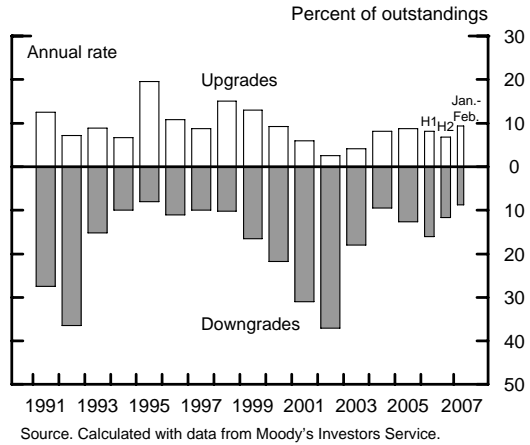 Percent of outstandings
Annual rate
Upgrades
Jan.-
Feb.
H1
H2
30
20
10
0
10
20
30
40
50
Downgrades
1991 1993 1995 1997 1999 2001 2003 2005 2007
Source. Calculated with data from Moody's Investors Service.